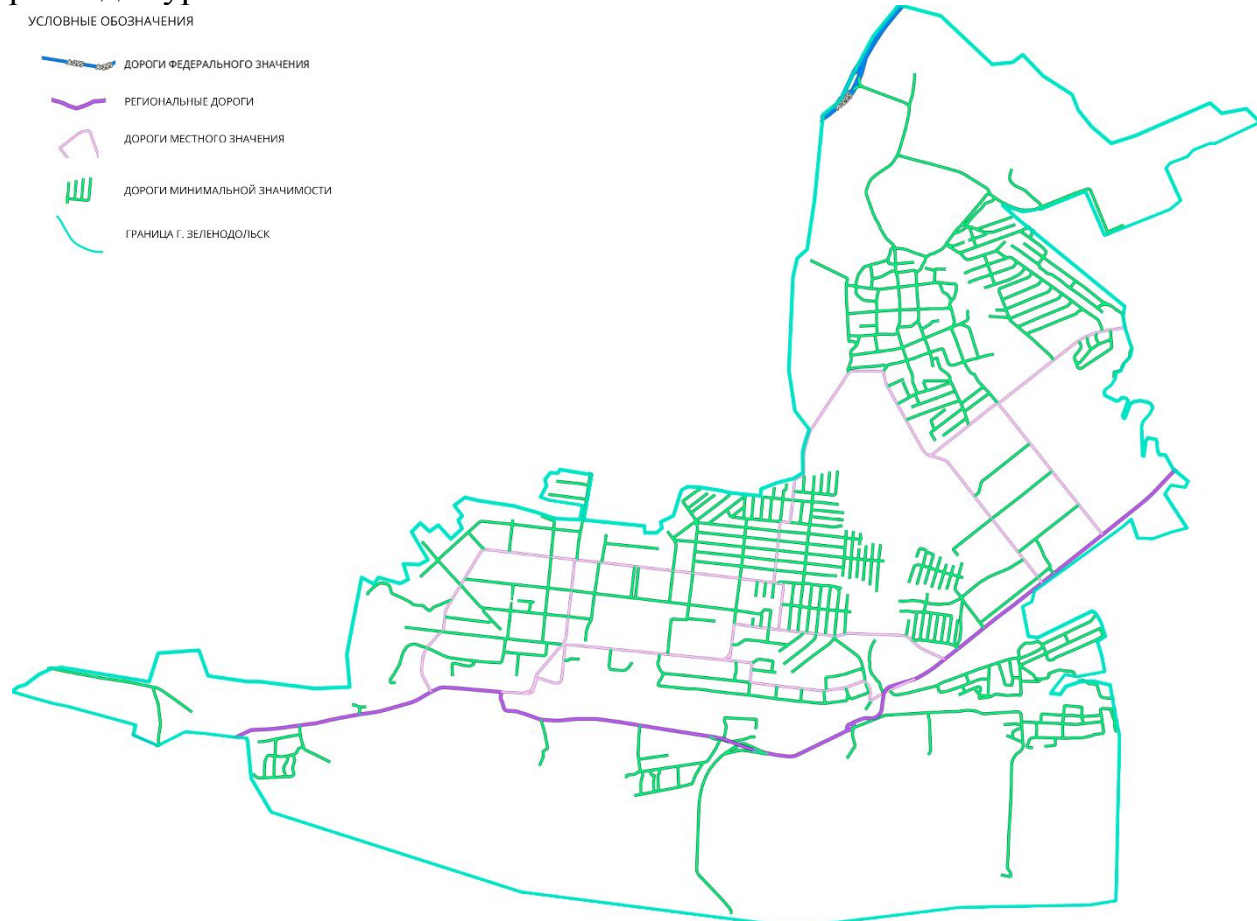 УСЛОВНЫЕ ОБОЗНАЧЕНИЯ
ДОРОГИ ФЕДЕРАЛЬНОГО ЗНАЧЕНИЯ
РЕГИОНАЛЬНЫЕ ДОРОГИ
ДОРОГИ МЕСТНОГО ЗНАЧЕНИЯ
ДОРОГИ МИНИМАЛЬНОЙ ЗНАЧИМОСТИ
ГРАНИЦА Г. ЗЕЛЕНОДОЛЬСК